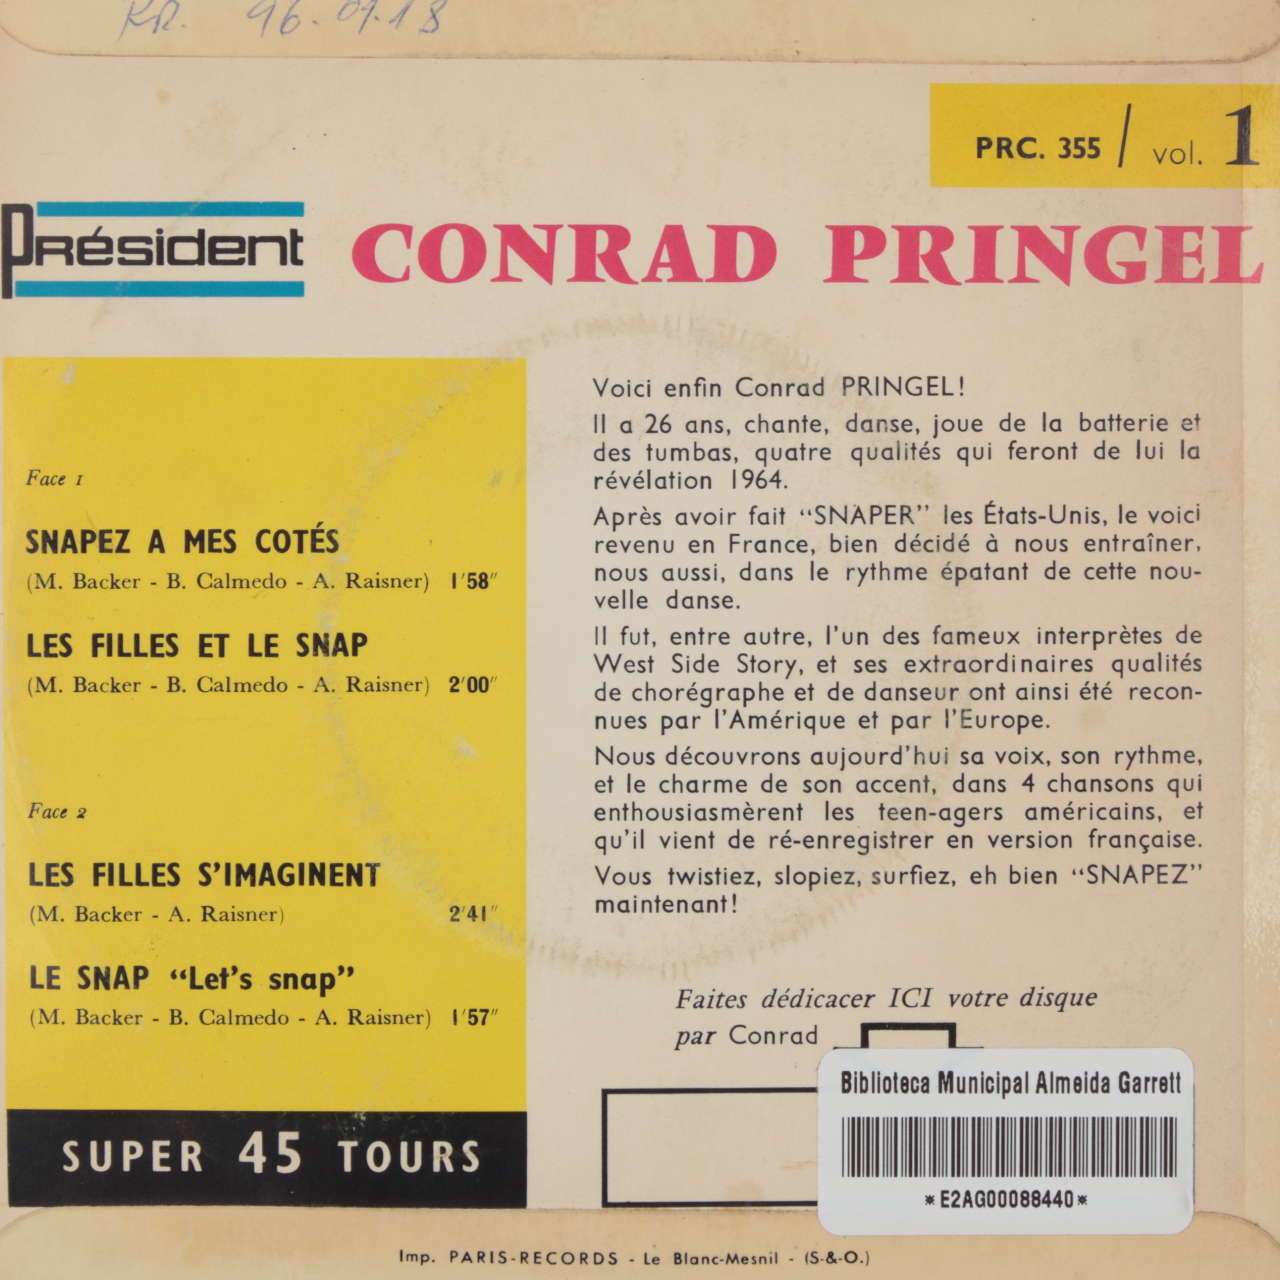 KR. 96.01.18
PRC. 355 / vol. 1
Président
CONRAD PRINGEL
Face 1
SNAPEZ A MES COTÉS
(M. Backer - B. Calmedo - A. Raisner) 1'58"
LES FILLES ET LE SNAP
(M. Backer - B. Calmedo - A. Raisner) 2'00"
Face 2
LES FILLES S'IMAGINENT
(M. Backer - A. Raisner) 2'41"
LE SNAP “Let's snap”
(M. Backer - B. Calmedo - A. Raisner) 1'57"
SUPER 45 TOURS
Voici enfin Conrad PRINGEL!
Il a 26 ans, chante, danse, joue de la batterie et
des tumbas, quatre qualités qui feront de lui la
révélation 1964.
Après avoir fait “SNAPER” les États-Unis, le voici
revenu en France, bien décidé à nous entraîner,
nous aussi, dans le rythme épatant de cette nou-
velle danse.
Il fut, entre autre, l'un des fameux interprètes de
West Side Story, et ses extraordinaires qualités
de chorégraphe et de danseur ont ainsi été recon-
nues par l'Amérique et par l'Europe.
Nous découvrons aujourd'hui sa voix, son rythme,
et le charme de son accent, dans 4 chansons qui
enthousiasmèrent les teen-agers américains, et
qu'il vient de ré-enregistrer en version française.
Vous twistiez, slopiez, surfiez, eh bien “SNAPEZ”
maintenant!
Faites dédicacer ICI votre disque
par Conrad
Biblioteca Municipal Almeida Garrett
*E2AG00088440*
Imp. PARIS-RECORDS - Le Blanc-Mesnil - (S-&-O.)